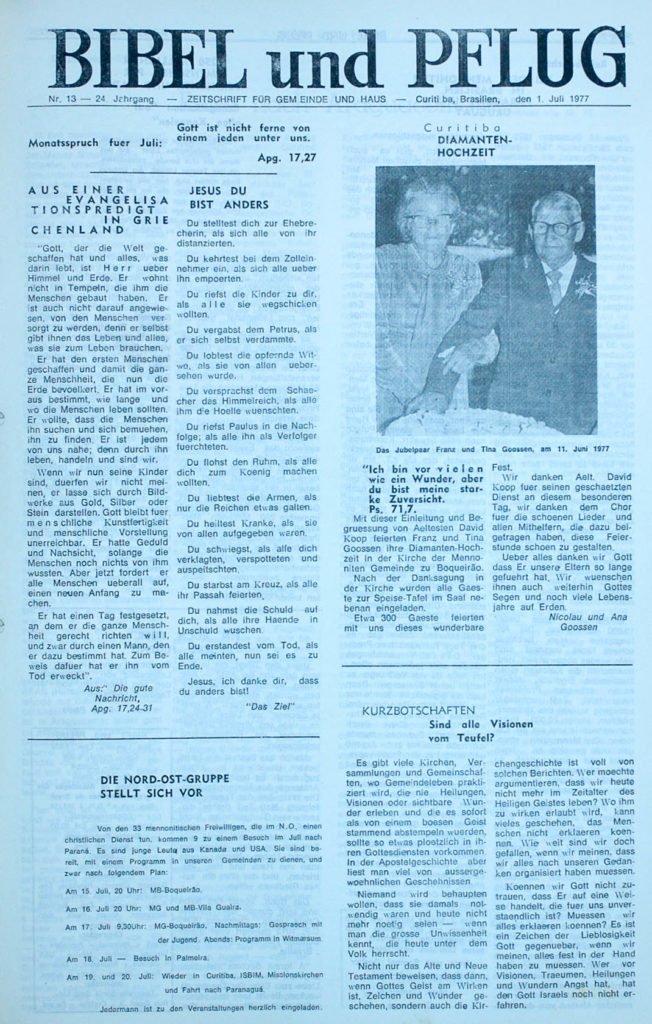 BIBEL und PFLUG
Nr. 13 — 24. Jahrgang — ZEITSCHRIFT FÜR GEMEINDE UND HAUS — Curitiba, Brasilien, den 1. Juli 1977
Monatsspruch fuer Juli:
Gott ist nicht ferne von
einem jeden unter uns.
Apg. 17,27
AUS EINER
EVANGELISA
TIONSPREDIGT
IN GRIE
CHENLAND
"Gott, der die Welt ge-
schaffen hat und alles, was
darin lebt, ist Herr ueber
Himmel und Erde. Er wohnt
nicht in Tempeln, die ihm die
Menschen gebaut haben. Er
ist auch nicht darauf angewie-
sen, von den Menschen ver-
sorgt zu werden, denn er selbst
gibt ihnen das Leben und alles,
was sie zum Leben brauchen.
Er hat den ersten Menschen
geschaffen und damit die gan-
ze Menschheit, die nun die
Erde bevoelkert. Er hat im vor-
aus bestimmt, wie lange und
wo die Menschen leben sollten.
Er wollte, dass die Menschen
ihn suchen und sich bemuehen,
ihn zu finden. Er ist jedem
von uns nahe; denn durch ihn
leben, handeln und sind wir.
Wenn wir nun seine Kinder
sind, duerfen wir nicht mei-
nen, er lasse sich durch Bild-
werke aus Gold, Silber oder
Stein darstellen. Gott bleibt fuer
menschliche Kunstfertigkeit
und menschliche Vorstellung
unerreichbar. Er hatte Geduld
und Nachsicht, solange die
Menschen noch nichts von ihm
wussten. Aber jetzt fordert er
alle Menschen ueberall auf,
einen neuen Anfang zu ma-
chen.
Er hat einen Tag festgesetzt,
an dem er die ganze Mensch-
heit gerecht richten will,
und zwar durch einen Mann, den
er dazu bestimmt hat. Zum Be-
weis dafuer hat er ihn vom
Tod erweckt".
Aus:" Die gute
Nachricht,
Apg. 17,24-31
JESUS DU
BIST ANDERS
Du stelltest dich zur Ehebre-
cherin, als sich alle von ihr
distanzierten.
Du kehrtest bei dem Zollein-
nehmer ein, als sich alle ueber
ihn empoerten.
Du riefst die Kinder zu dir,
als alle sie wegschicken
wollten.
Du vergabst dem Petrus, als
er sich selbst verdammte.
Du lobtest die opfernde Wit-
we, als sie von allen ueber-
sehen wurde.
Du versprachst dem Schae-
cher das Himmelreich, als alle
ihm die Hoelle wuenschten.
Du riefst Paulus in die Nach-
folge; als alle ihn als Verfolger
fuerchteten.
Du flohst den Ruhm, als alle
dich zum Koenig machen
wollten.
Du liebtest die Armen, als
nur die Reichen etwas galten.
Du heiltest Kranke, als sie
von allen aufgegeben waren.
Du schwiegst, als alle dich
verklagten, verspotteten und
auspeitschten.
Du starbst am Kreuz, als alle
ihr Passah feierten.
Du nahmst die Schuld auf
dich, als alle ihre Haende in
Unschuld wuschen.
Du erstandest vom Tod, als
alle meinten, nun sei es zu
Ende.
Jesus, ich danke dir, dass
du anders bist!
"Das Ziel"
Curitiba
DIAMANTEN-
HOCHZEIT
Das Jubelpaar Franz und Tina Goossen, am 11. Juni 1977
"Ich bin vor vielen
wie ein Wunder, aber
du bist meine star-
ke Zuversicht.
Ps. 71,7.
Mit dieser Einleitung und Be-
gruessung von Aeltesten David
Koop feierten Franz und Tina
Goossen ihre Diamanten-Hoch-
zeit in der Kirche der Menno-
niten Gemeinde zu Boqueirão.
Nach der Danksagung in
der Kirche wurden alle Gaes-
te zur Speise-Tafel im Saal ne-
benan eingeladen.
Etwa 300 Gaeste feierten
mit uns dieses wunderbare
Fest.
Wir danken Aelt. David
Koop fuer seinen geschaetzten
Dienst an diesem besonderen
Tag, wir danken dem Chor
fuer die schoenen Lieder und
allen Mithelfern, die dazu bei-
getragen haben, diese Feier-
stunde schoen zu gestalten.
Ueber alles danken wir Gott
dass Er unsere Eltern so lange
gefuehrt hat. Wir wuenschen
ihnen auch weiterhin Gottes
Segen und noch viele Lebens-
jahre auf Erden.
Nicolau und Ana
Goossen
KURZBOTSCHAFTEN
Sind alle Visionen
vom Teufel?
Es gibt viele Kirchen, Ver-
sammlungen und Gemeinschaf-
ten, wo Gemeindeleben prakti-
ziert wird, die nie Heilungen,
Visionen oder sichtbare Wun-
der erleben und die es sofort
als von einem boesen Geist
stammend abstempeln wuerden,
sollte so etwas ploetzlich in ih-
ren Gottesdiensten vorkommen.
In der Apostelgeschichte aber
liest man viel von ausserge-
woehnlichen Geschehnissen
Niemand wird behaupten
wollen, dass sie damals not-
wendig waren und heute nicht
mehr noetig seien — wenn
man die grosse Unwissenheit
kennt, die heute unter dem
Volk herrscht.
Nicht nur das Alte und Neue
Testament beweisen, dass dann,
wenn Gottes Geist am Wirken
ist, Zeichen und Wunder ge-
schehen, sondern auch die Kir-
chengeschichte ist voll von
solchen Berichten. Wer moechte
argumentieren, dass wir heute
nicht mehr im Zeitalter des
Heiligen Geistes leben? Wo ihm
zu wirken erlaubt wird, kann
vieles geschehen, das Men-
schen nicht erklaeren koen-
nen. Wie weit sind wir doch
gefallen, wenn wir meinen, dass
wir alles nach unseren Gedan-
ken organisiert haben muessen.
Koennen wir Gott nicht zu-
trauen, dass Er auf eine Wei-
se handelt, die fuer uns unver-
staendlich ist? Muessen wir
alles erklaeren koennen? Es ist
ein Zeichen der Lieblosigkeit
Gott gegenueber, wenn wir
meinen, alles fest in der Hand
haben zu muessen. Wer vor
Visionen, Traeumen, Heilungen
und Wundern Angst hat, hat
den Gott Israels noch nicht er-
fahren.
DIE NORD-OST-GRUPPE
STELLT SICH VOR
Von den 33 mennonitischen Freiwilligen, die im N.O. einen
christlichen Dienst tun, kommen 9 zu einem Besuch im Juli nach
Paraná. Es sind junge Leute aus Kanada und USA. Sie sind be-
reit, mit einem Programm in unseren Gemeinden zu dienen, und
zwar nach folgendem Plan:
Am 15. Juli, 20 Uhr: MB-Boqueirão.
Am 16. Juli 20 Uhr: MG und MB-Vila Guaíra.
Am 17. Juli 9,30Uhr: MG-Boqueirão, Nachmittags: Gespraech mit
der Jugend. Abends: Programm in Witmarsum
Am 18. Juli — Besuch in Palmeira.
Am 19. und 20. Juli: Wieder in Curitiba, ISBIM, Missionskirchen
und Fahrt nach Paranaguá.
Jedermann ist zu den Veranstaltungen herzlich eingeladen.